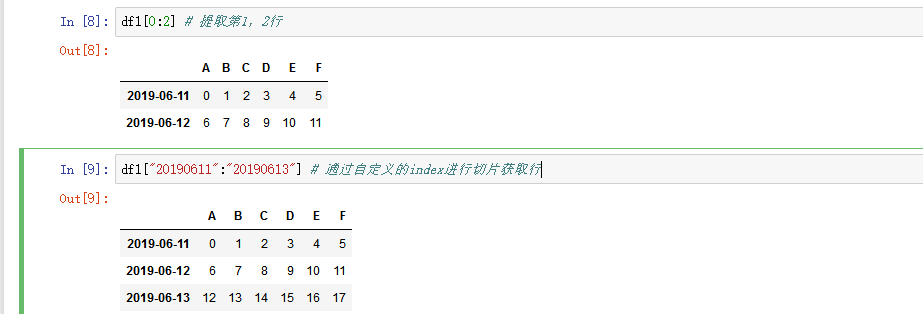 In [8]: df1[0:2] # 提取第1，2行
Out[8]:
A B C D E F
2019-06-11 0 1 2 3 4 5
2019-06-12 6 7 8 9 10 11
In [9]: df1["20190611":"20190613"] # 通过自定义的index进行切片获取行
Out[9]:
A B C D E F
2019-06-11 0 1 2 3 4 5
2019-06-12 6 7 8 9 10 11
2019-06-13 12 13 14 15 16 17